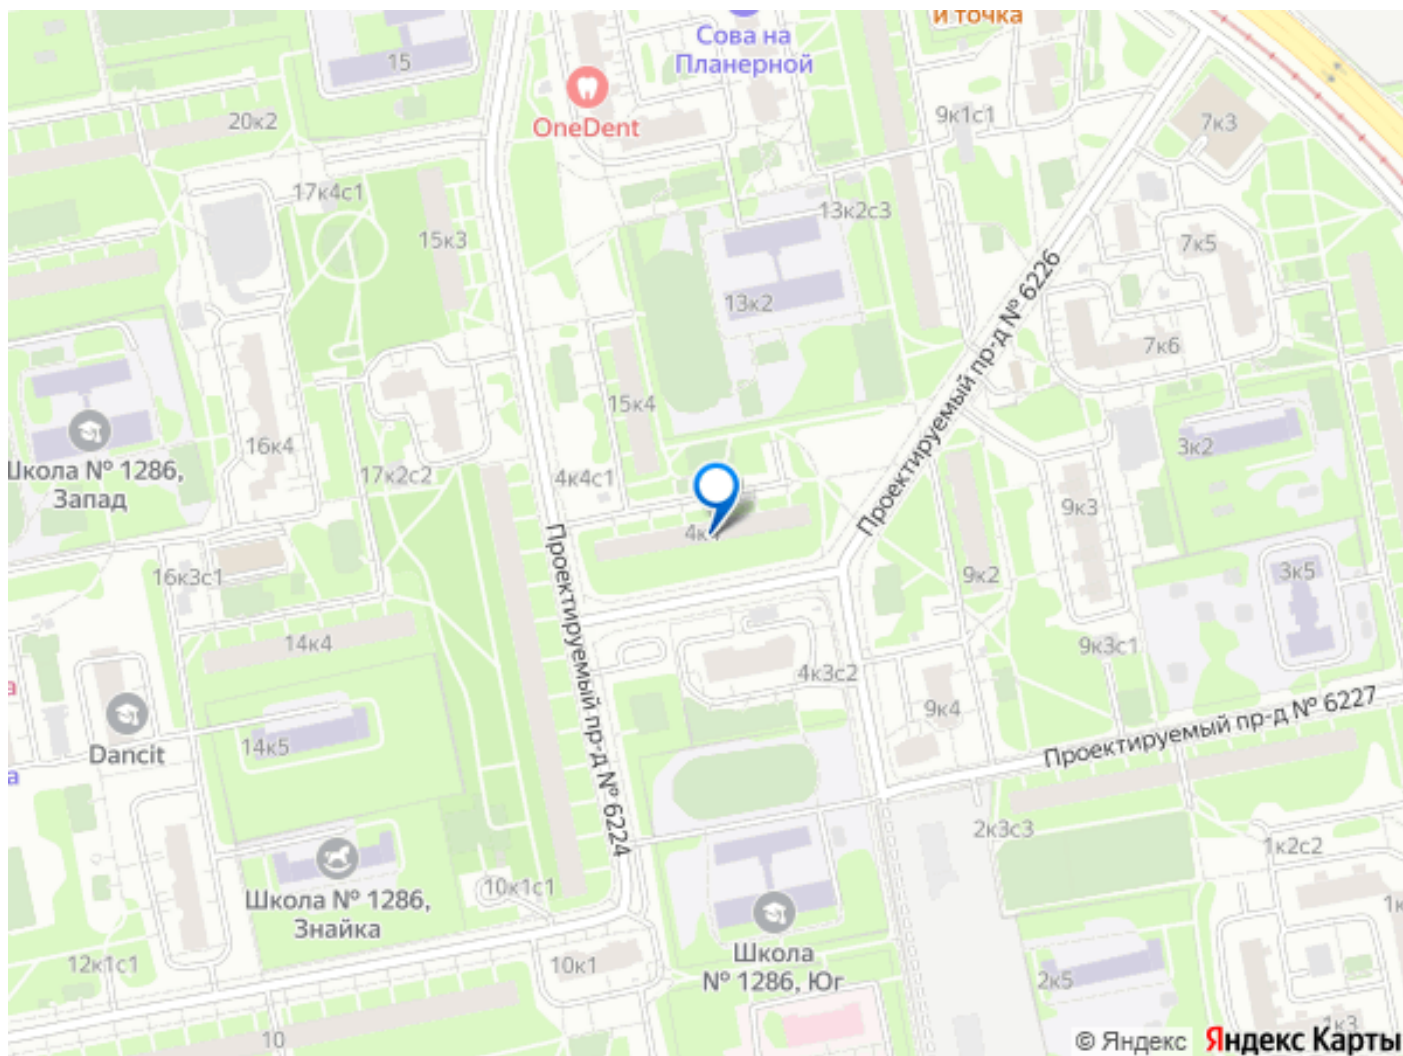 и точка
Сова на
Планерной
15
OneDent
20к2
9к1с1
7к3
17к4с1
13к2с3
15к3
7к5
13к2
Проектируемый пр-д № 6226
7к6
15к4
3к2
Школа № 1286,
Запад
16к4
17к2с2
4к4с1
9к3
4к4
16к3с1
9к2
3к5
Проектируемый пр-д № 6224
14к4
9к3с1
4к3с2
9к4
Проектируемый пр-д № 6227
Dancit
14к5
2к3с3
1к2с2
10к1с1
Школа № 1286,
Знайка
12к1с1
10к1
Школа
№ 1286, Юг
2к5
10
1к3
© Яндекс
Яндекс Карты